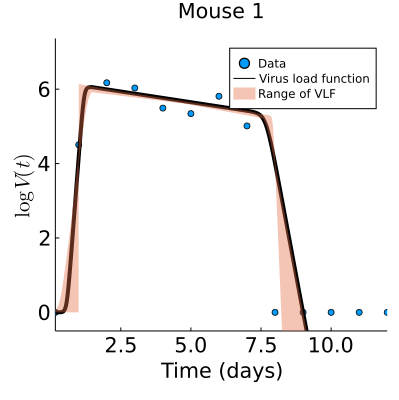 Mouse 1
Data
Virus load function
Range of VLF
log V(t)
6
4
2
0
2.5 5.0 7.5 10.0
Time (days)